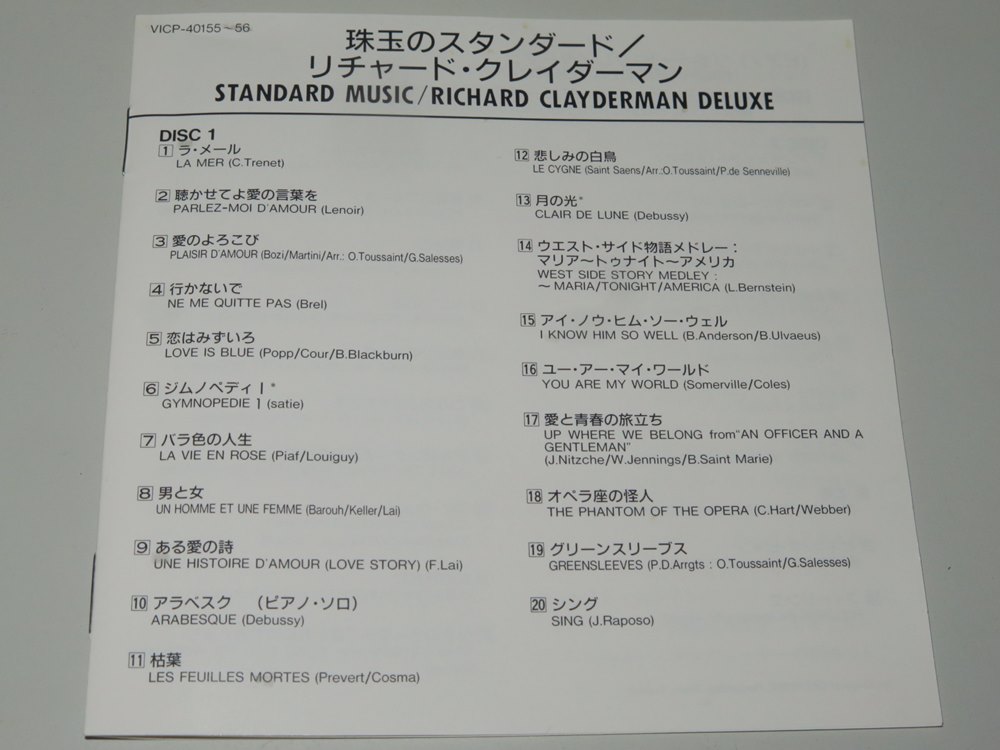 VICP-40155～56
珠玉のスタンダード／
リチャード・クレイダーマン
STANDARD MUSIC/RICHARD CLAYDERMAN DELUXE
DISC 1
1 ラ・メール
LA MER (C.Trenet)
2 聴かせてよ愛の言葉を
PARLEZ-MOI D'AMOUR (Lenoir)
3 愛のよろこび
PLAISIR D'AMOUR (Bozi/Martini/Arr.: O.Toussaint/G.Salesses)
4 行かないで
NE ME QUITTE PAS (Brel)
5 恋はみずいろ
LOVE IS BLUE (Popp/Cour/B.Blackburn)
6 ジムノペディ I *
GYMNOPEDIE 1 (satie)
7 バラ色の人生
LA VIE EN ROSE (Piaf/Louiguy)
8 男と女
UN HOMME ET UNE FEMME (Barouh/Keller/Lai)
9 ある愛の詩
UNE HISTOIRE D'AMOUR (LOVE STORY) (F.Lai)
10 アラベスク （ピアノ・ソロ）
ARABESQUE (Debussy)
11 枯葉
LES FEUILLES MORTES (Prevert/Cosma)
12 悲しみの白鳥
LE CYGNE (Saint Saens/Arr.:O.Toussaint/P.de Senneville)
13 月の光*
CLAIR DE LUNE (Debussy)
14 ウエスト・サイド物語メドレー：
マリア～トゥナイト～アメリカ
WEST SIDE STORY MEDLEY :
～ MARIA/TONIGHT/AMERICA (L.Bernstein)
15 アイ・ノウ・ヒム・ソー・ウェル
I KNOW HIM SO WELL (B.Anderson/B.Ulvaeus)
16 ユー・アー・マイ・ワールド
YOU ARE MY WORLD (Somerville/Coles)
17 愛と青春の旅立ち
UP WHERE WE BELONG from"AN OFFICER AND A
GENTLEMAN"
(J.Nitzche/W.Jennings/B.Saint Marie)
18 オペラ座の怪人
THE PHANTOM OF THE OPERA (C.Hart/Webber)
19 グリーンスリーブス
GREENSLEEVES (P.D.Arrgts : O.Toussaint/G.Salesses)
20 シング
SING (J.Raposo)